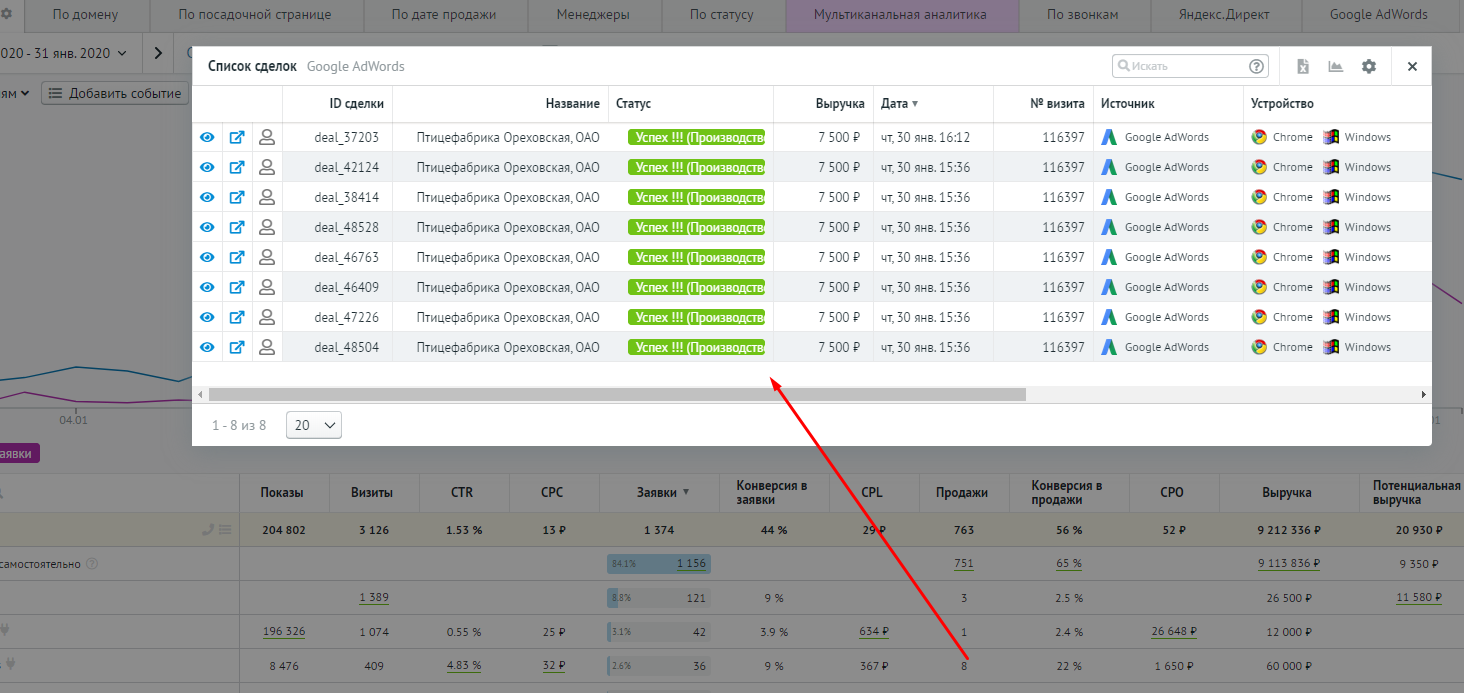 По домену По посадочной странице По дате продажи Менеджеры По статусу Мультиканальная аналитика По звонкам Яндекс.Директ Google AdWords
020 - 31 янв. 2020
Список сделок Google AdWords Искать
ям Добавить событие
ID сделки Название Статус Выручка Дата ▼ № визита Источник Устройство
deal_37203 Птицефабрика Ореховская, ОАО Успех !!! (Производств 7 500 ₽ чт, 30 янв. 16:12 116397 Google AdWords Chrome Windows
deal_42124 Птицефабрика Ореховская, ОАО Успех !!! (Производств 7 500 ₽ чт, 30 янв. 15:36 116397 Google AdWords Chrome Windows
deal_38414 Птицефабрика Ореховская, ОАО Успех !!! (Производств 7 500 ₽ чт, 30 янв. 15:36 116397 Google AdWords Chrome Windows
deal_48528 Птицефабрика Ореховская, ОАО Успех !!! (Производств 7 500 ₽ чт, 30 янв. 15:36 116397 Google AdWords Chrome Windows
deal_46763 Птицефабрика Ореховская, ОАО Успех !!! (Производств 7 500 ₽ чт, 30 янв. 15:36 116397 Google AdWords Chrome Windows
deal_46409 Птицефабрика Ореховская, ОАО Успех !!! (Производств 7 500 ₽ чт, 30 янв. 15:36 116397 Google AdWords Chrome Windows
deal_47226 Птицефабрика Ореховская, ОАО Успех !!! (Производств 7 500 ₽ чт, 30 янв. 15:36 116397 Google AdWords Chrome Windows
deal_48504 Птицефабрика Ореховская, ОАО Успех !!! (Производств 7 500 ₽ чт, 30 янв. 15:36 116397 Google AdWords Chrome Windows
04.01
1 - 8 из 8 20
аявки
Показы Визиты CTR CPC Заявки ▼ Конверсия в заявки CPL Продажи Конверсия в продажи CPO Выручка Потенциальная выручка
204 802 3 126 1.53 % 13 ₽ 1 374 44 % 29 ₽ 763 56 % 52 ₽ 9 212 336 ₽ 20 930 ₽
самостоятельно 84.1% 1 156 751 65 % 9 113 836 ₽ 9 350 ₽
1 389 8.8% 121 9 % 3 2.5 % 26 500 ₽ 11 580 ₽
196 326 1 074 0.55 % 25 ₽ 3.1% 42 3.9 % 634 ₽ 1 2.4 % 26 648 ₽ 12 000 ₽
8 476 409 4.83 % 32 ₽ 2.6% 36 9 % 367 ₽ 8 22 % 1 650 ₽ 60 000 ₽